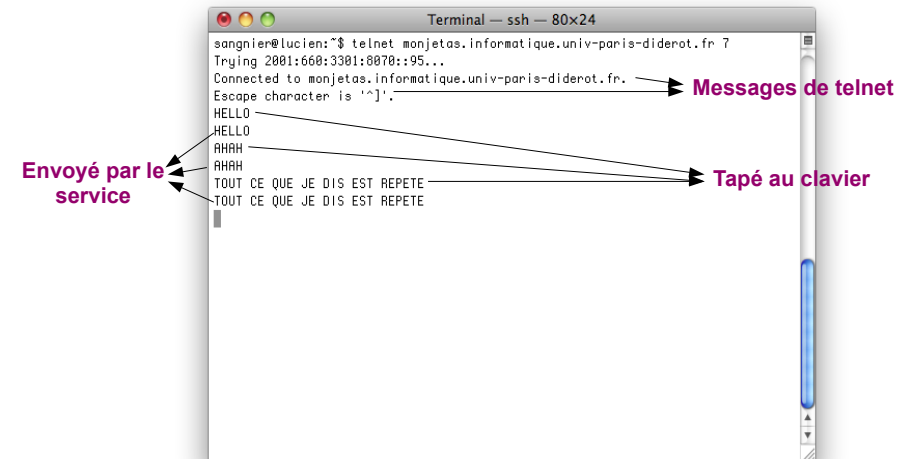 Terminal — ssh — 80×24
sangnier@lucien:~$ telnet monjetas.informatique.univ-paris-diderot.fr 7
Trying 2001:660:3301:8070::95...
Connected to monjetas.informatique.univ-paris-diderot.fr.
Escape character is '^]'.
Messages de telnet
HELLO
HELLO
AHAH
AHAH
TOUT CE QUE JE DIS EST REPETE
TOUT CE QUE JE DIS EST REPETE
Envoyé par le
service
Tapé au clavier